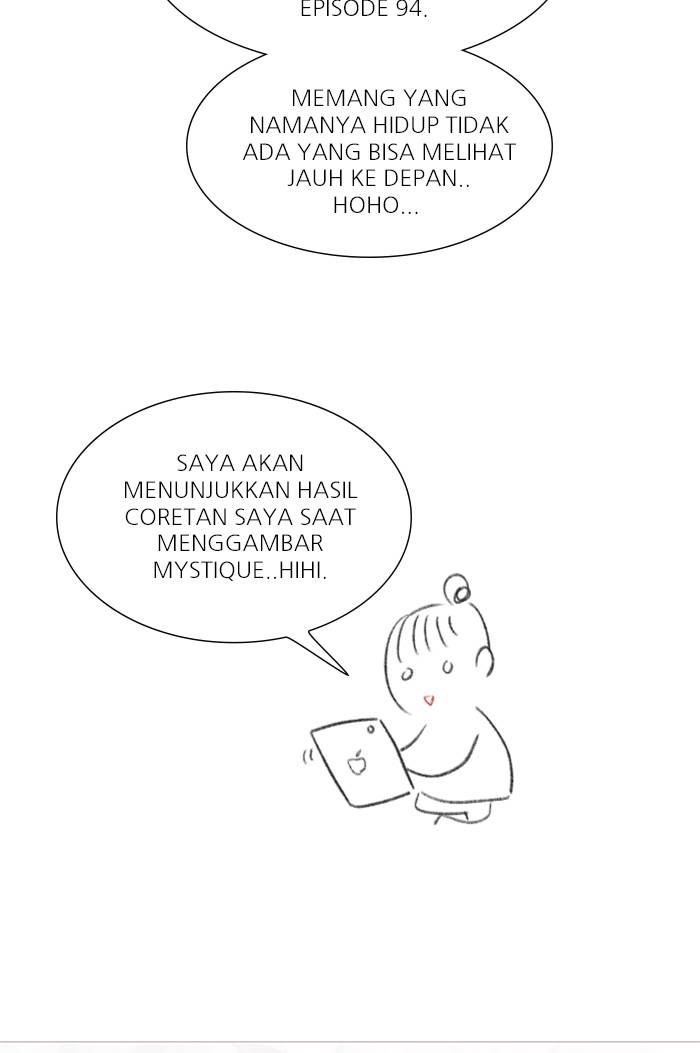 EPISODE 94.
MEMANG YANG
NAMANYA HIDUP TIDAK
ADA YANG BISA MELIHAT
JAUH KE DEPAN..
HOHO...
SAYA AKAN
MENUNJUKKAN HASIL
CORETAN SAYA SAAT
MENGGAMBAR
MYSTIQUE..HIHI.